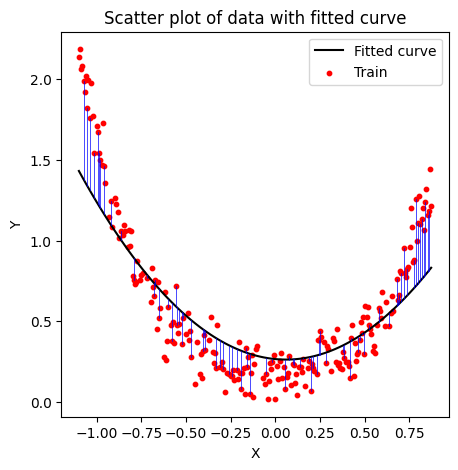 Scatter plot of data with fitted curve
Fitted curve
Train
2.0
1.5
1.0
0.5
0.0
Y
−1.00 −0.75 −0.50 −0.25 0.00 0.25 0.50 0.75
X